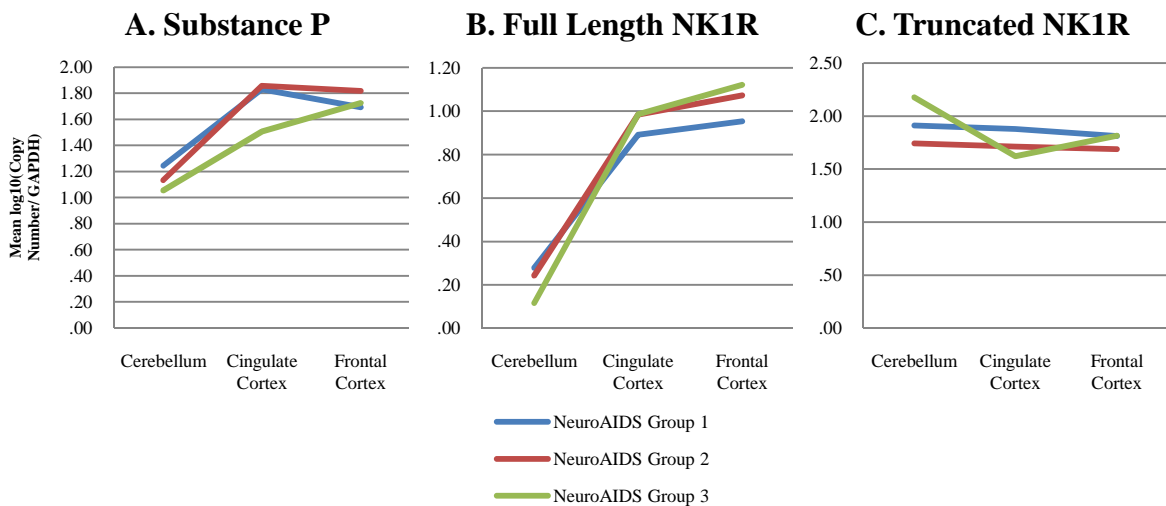 A. Substance P
B. Full Length NK1R
C. Truncated NK1R
Mean log10(Copy
Number/ GAPDH)
2.00
1.80
1.60
1.40
1.20
1.00
.80
.60
.40
.20
.00
Cerebellum
Cingulate
Cortex
Frontal
Cortex
1.20
1.00
.80
.60
.40
.20
.00
Cerebellum
Cingulate
Cortex
Frontal
Cortex
2.50
2.00
1.50
1.00
.50
.00
Cerebellum
Cingulate
Cortex
Frontal
Cortex
NeuroAIDS Group 1
NeuroAIDS Group 2
NeuroAIDS Group 3